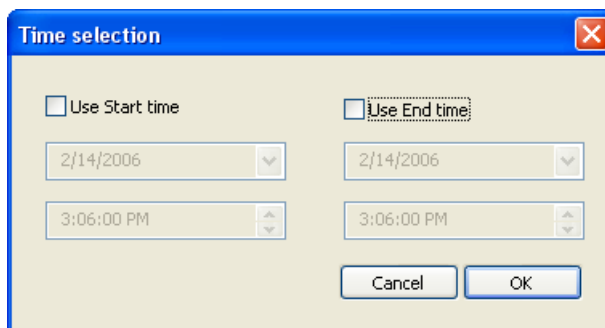 Time selection
Use Start time
Use End time
2/14/2006
2/14/2006
3:06:00 PM
3:06:00 PM
Cancel
OK